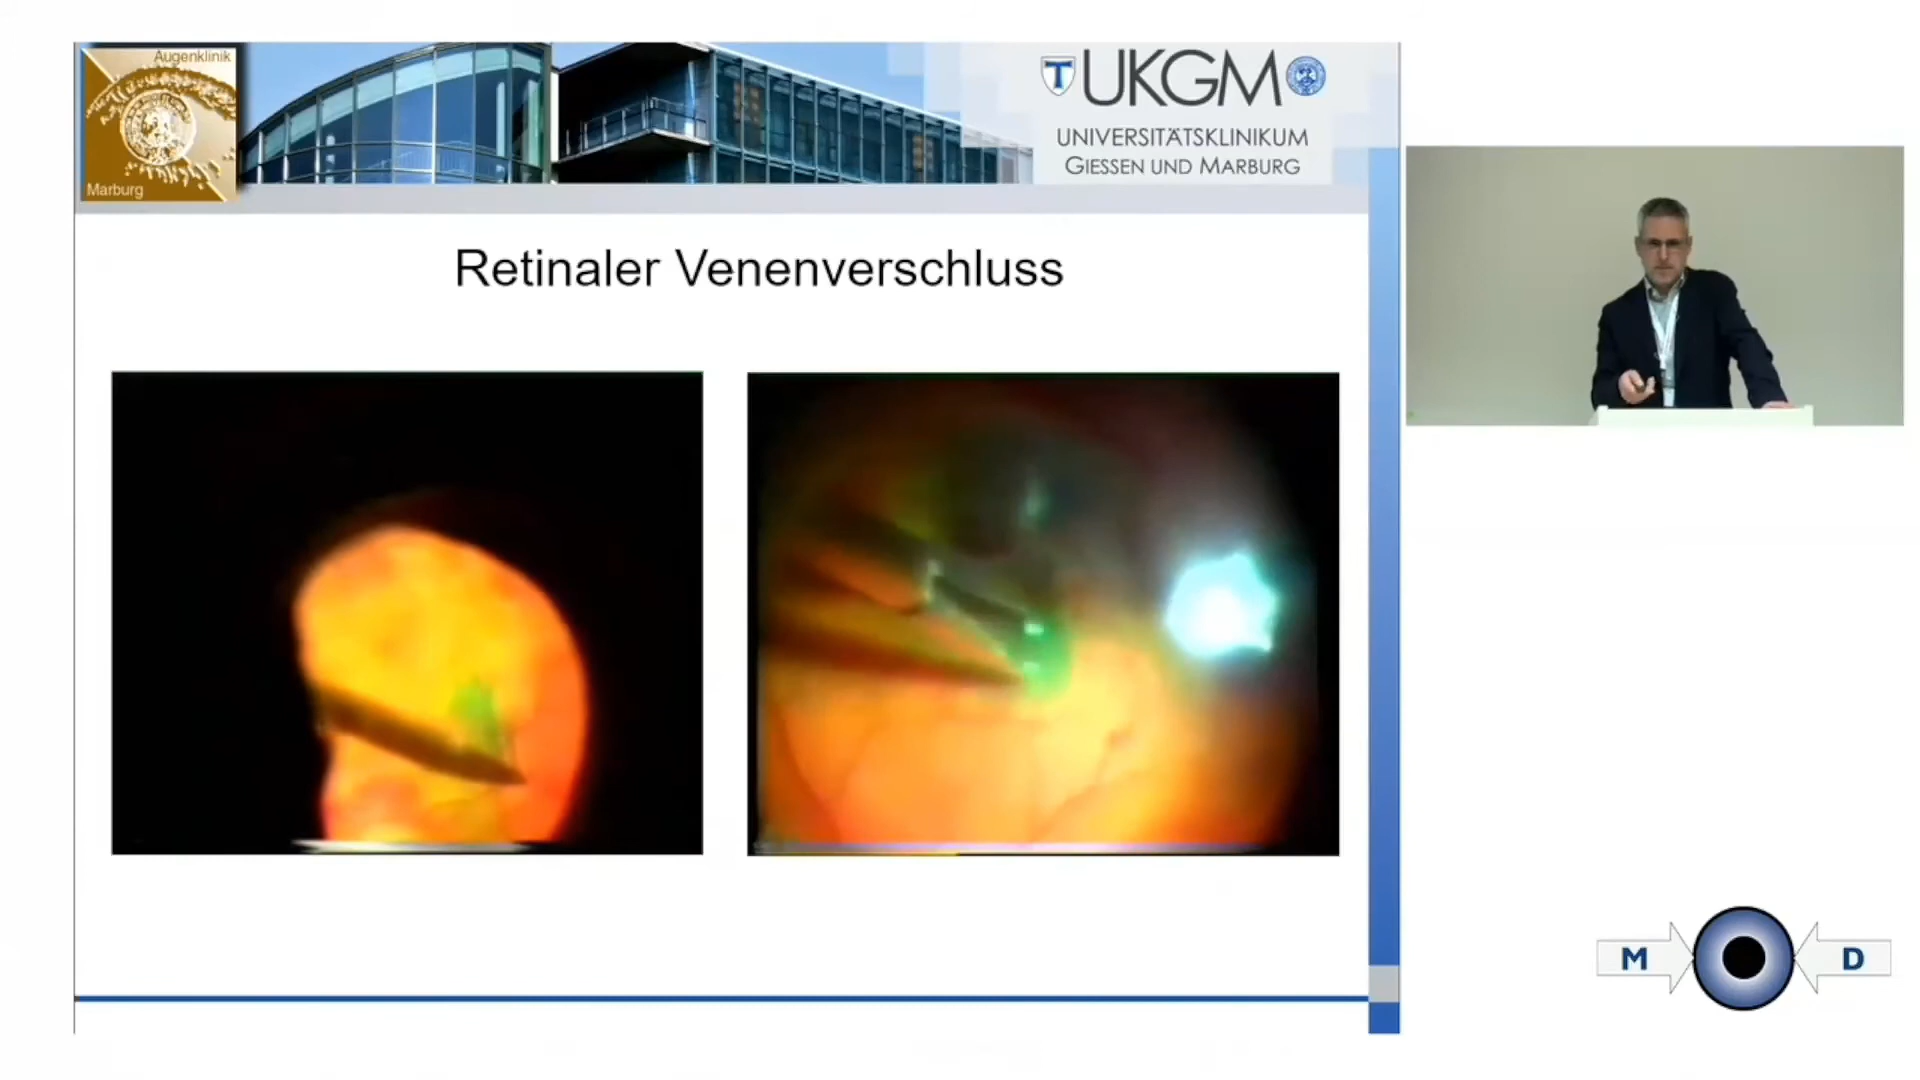 Augenklinik
Marburg
T UKGM
UNIVERSITÄTSKLINIKUM
GIESSEN UND MARBURG
Retinaler Venenverschluss
M D